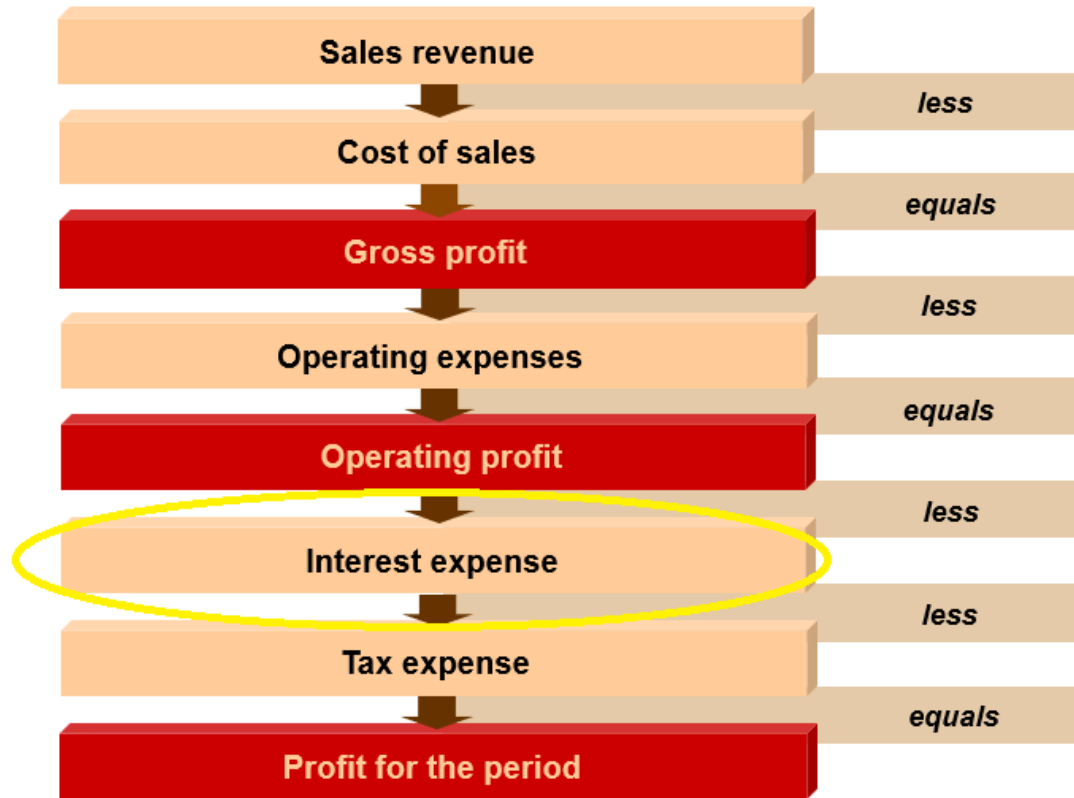 Sales revenue
less
Cost of sales
equals
Gross profit
less
Operating expenses
equals
Operating profit
less
Interest expense
less
Tax expense
equals
Profit for the period